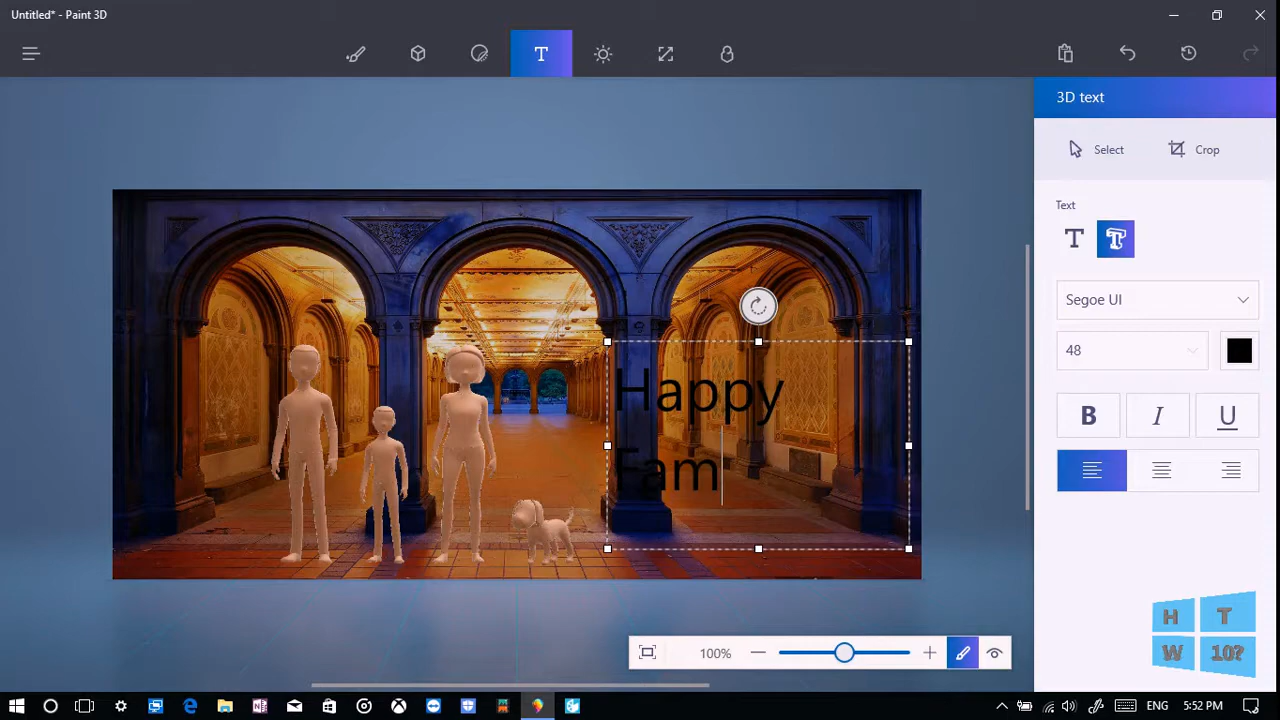 Untitled* - Paint 3D
T
3D text
Select
Crop
Text
T
T
Segoe UI
48
B
I
U
Happy
Fam
H
T
W
10?
100%
ENG
5:52 PM